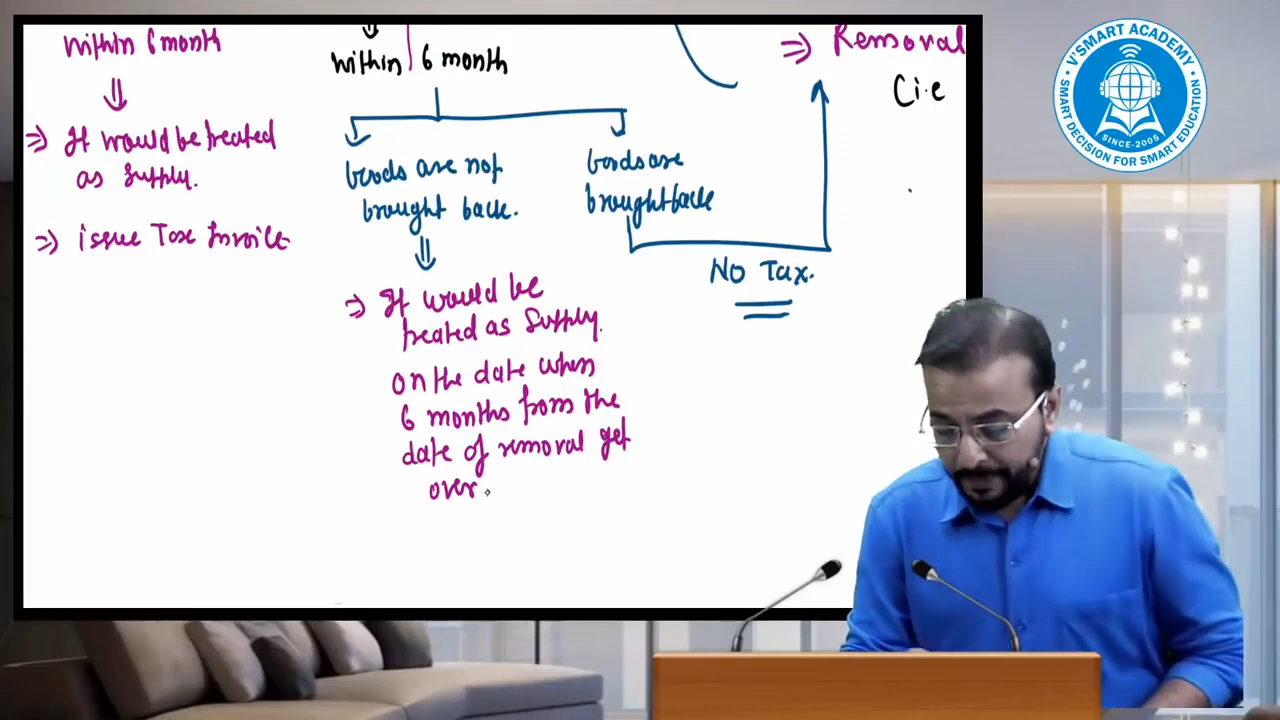 within 6 month
⇒ It would be treated
as supply.
⇒ issue Tax Invoice
within 6 month
Goods are not
brought back.
⇒ It would be
treated as supply.
on the date when
6 months from the
date of removal get
over.
Goods are
brought back
No Tax.
⇒ Removal
(i.e
V'SMART ACADEMY
SINCE-2005
SMART DECISION FOR SMART EDUCATION